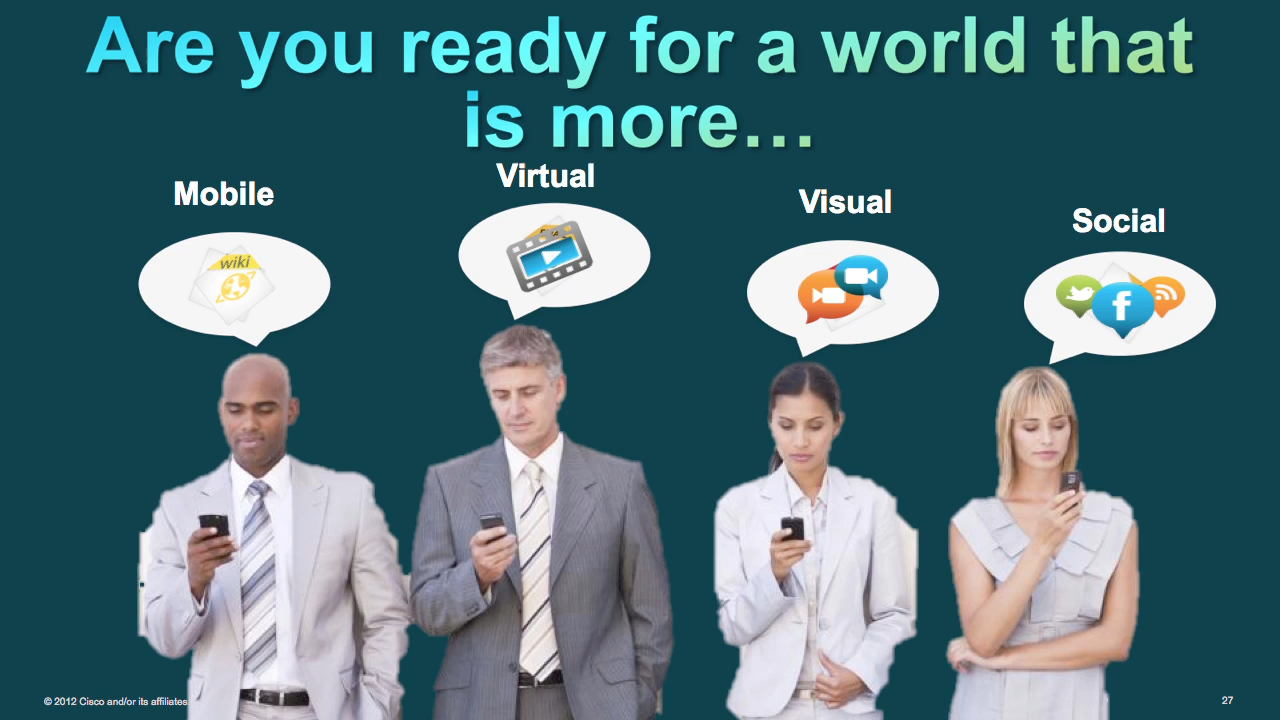 Are you ready for a world that
is more…
Mobile
Virtual
Visual
Social
wiki
f
© 2012 Cisco and/or its affiliates
27